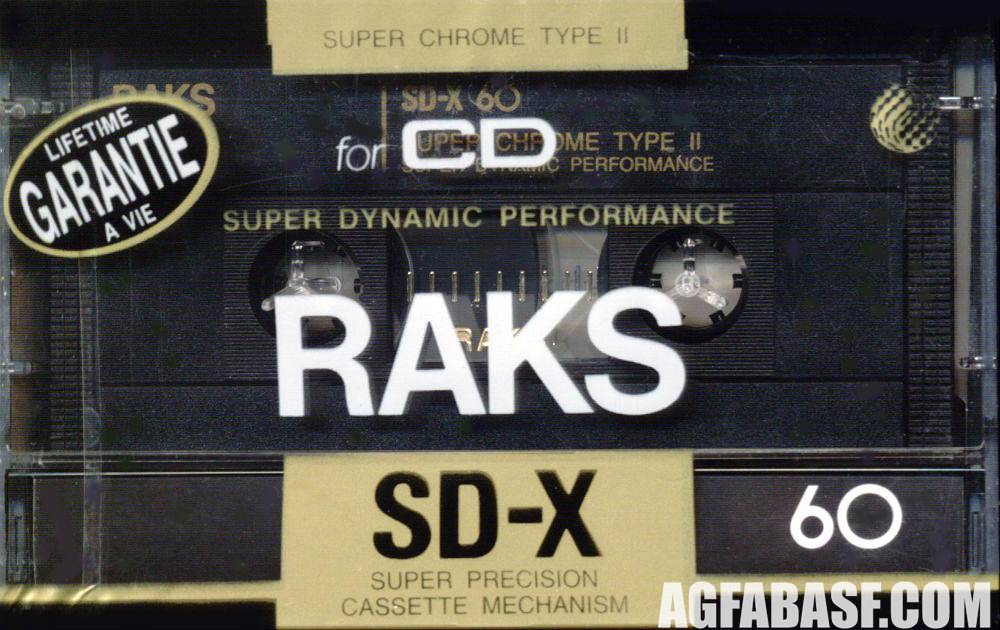 SUPER CHROME TYPE II
RAKS
SD-X 60
LIFETIME
GARANTIE
A VIE
for CD
SUPER CHROME TYPE II
SUPER DYNAMIC PERFORMANCE
SUPER DYNAMIC PERFORMANCE
RAKS
RAKS
SD-X
60
SUPER PRECISION
CASSETTE MECHANISM
AGFABASF.COM